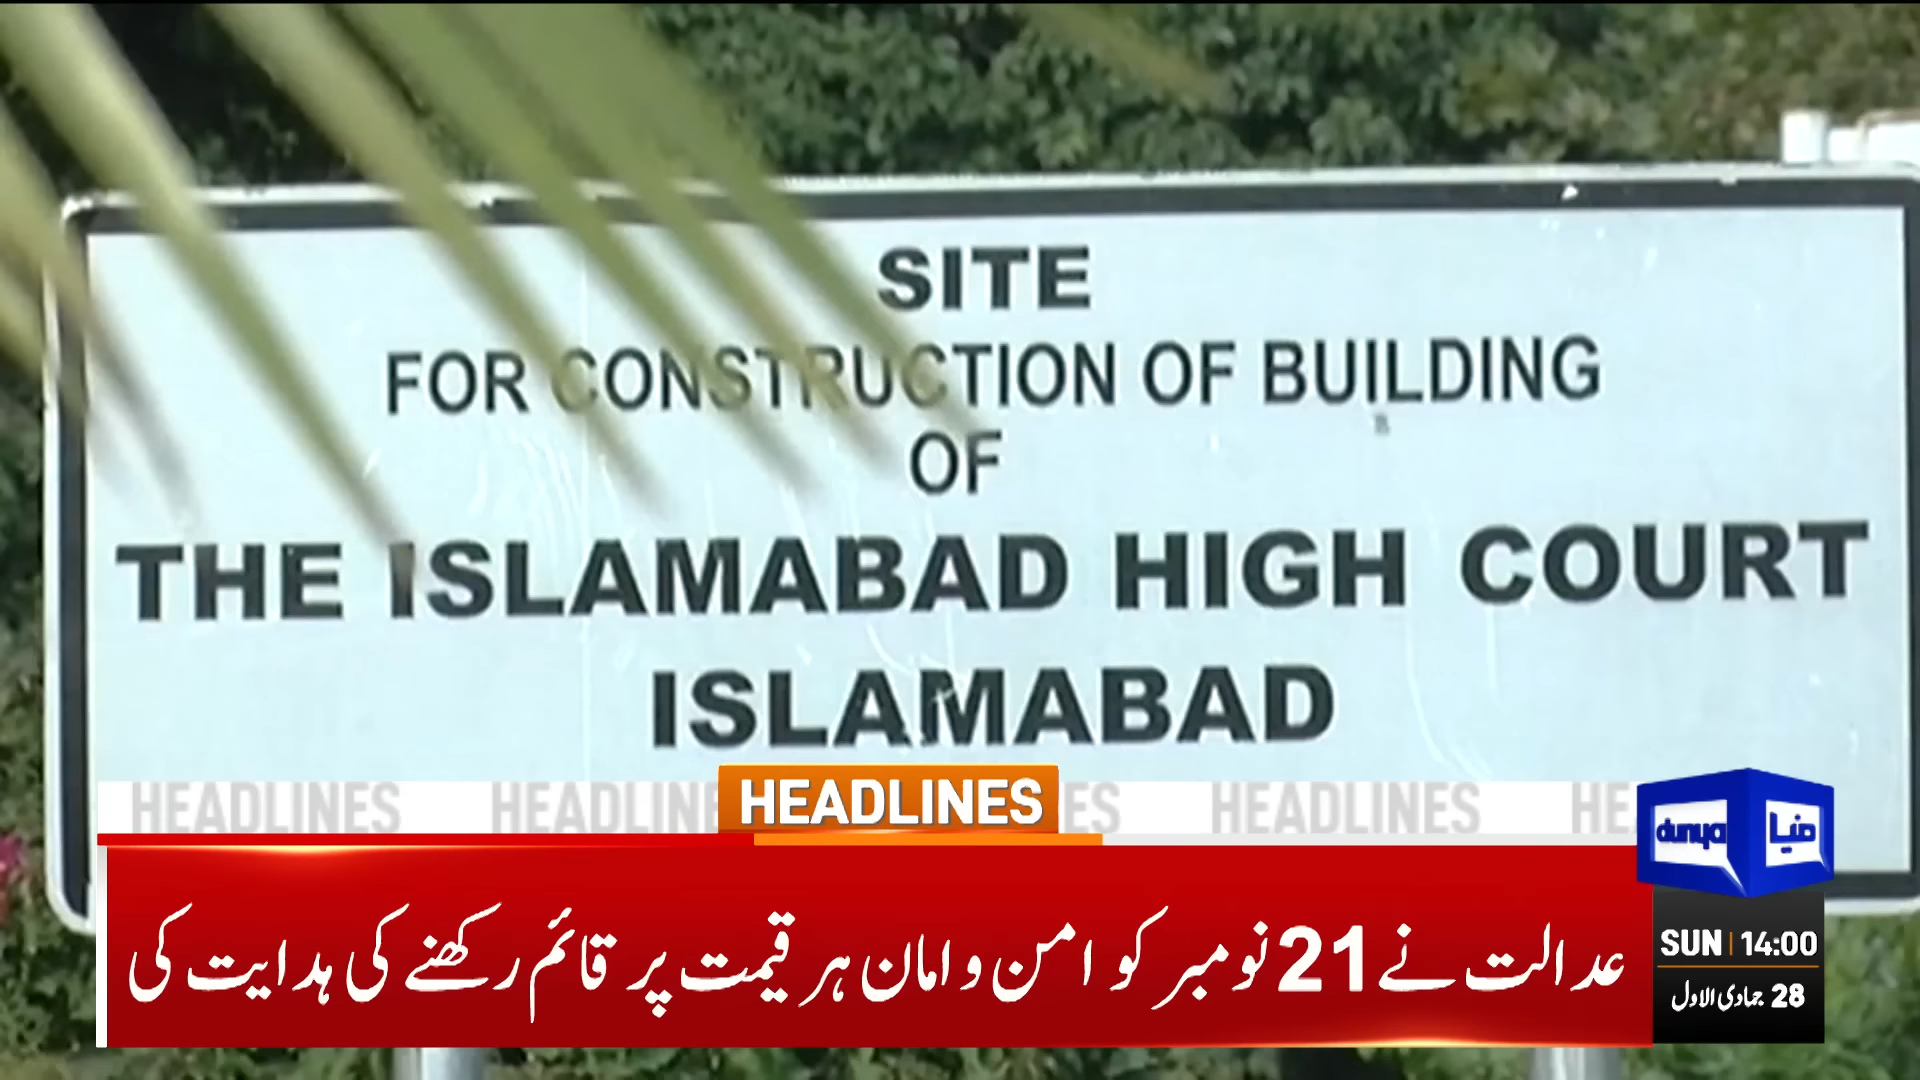 SITE
FOR CONSTRUCTION OF BUILDING
OF
THE ISLAMABAD HIGH COURT
ISLAMABAD
HEADLINES HEADLINES HEADLINES HEADLINES
dunya دنیا
عدالت نے 21 نومبر کو امن و امان ہر قیمت پر قائم رکھنے کی ہدایت کی
SUN 14:00
28 جمادی الاول